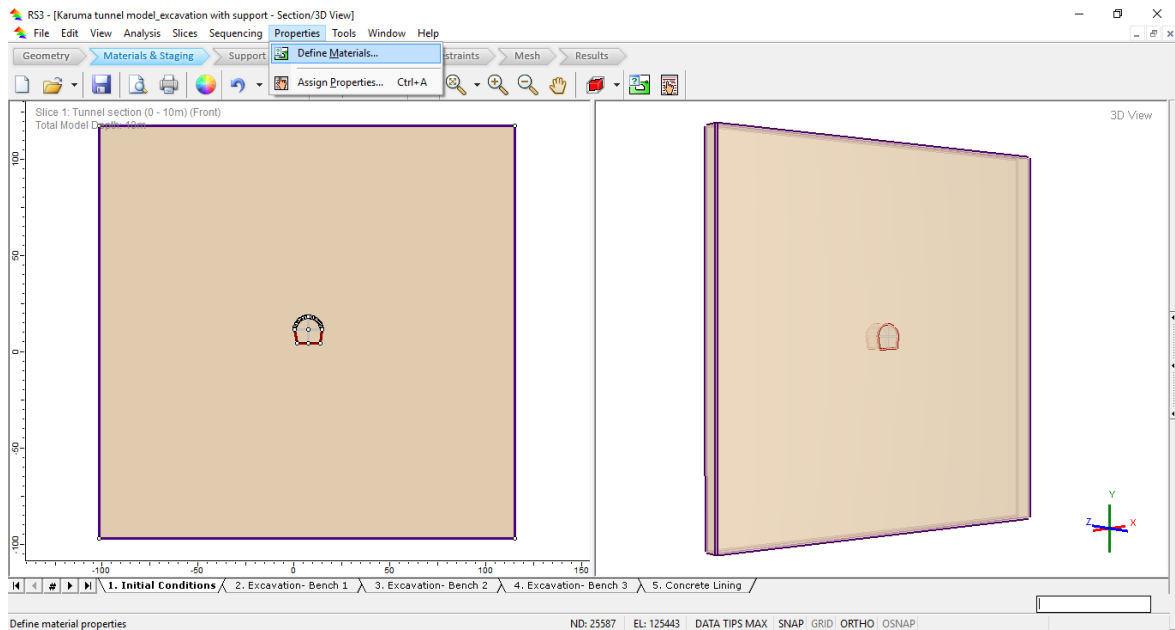 RS3 - [Karuma tunnel model_excavation with support - Section/3D View]
File Edit View Analysis Slices Sequencing Properties Tools Window Help
Geometry Materials & Staging Support straints Mesh Results
Define Materials...
Assign Properties... Ctrl+A
Slice 1: Tunnel section (0 - 10m) (Front)
Total Model Depth: 10m
3D View
100
50
0
-50
-100
-100 -50 0 50 100 150
Y
Z X
1. Initial Conditions 2. Excavation- Bench 1 3. Excavation- Bench 2 4. Excavation- Bench 3 5. Concrete Lining
Define material properties ND: 25587 EL: 125443 DATA TIPS MAX SNAP GRID ORTHO OSNAP